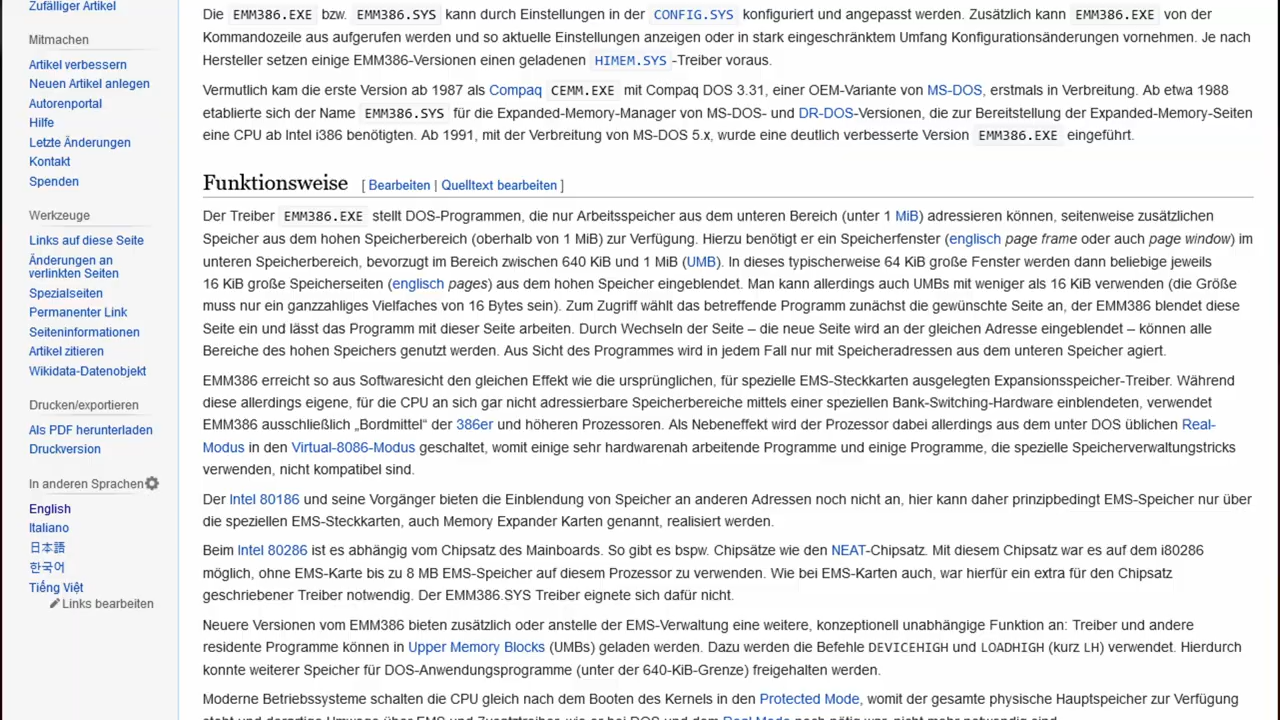 Zufälliger Artikel
Mitmachen
Artikel verbessern
Neuen Artikel anlegen
Autorenportal
Hilfe
Letzte Änderungen
Kontakt
Spenden
Werkzeuge
Links auf diese Seite
Änderungen an
verlinkten Seiten
Spezialseiten
Permanenter Link
Seiteninformationen
Artikel zitieren
Wikidata-Datenobjekt
Drucken/exportieren
Als PDF herunterladen
Druckversion
In anderen Sprachen
English
Italiano
日本語
한국어
Tiếng Việt
Links bearbeiten
Die EMM386.EXE bzw. EMM386.SYS kann durch Einstellungen in der CONFIG.SYS konfiguriert und angepasst werden. Zusätzlich kann EMM386.EXE von der
Kommandozeile aus aufgerufen werden und so aktuelle Einstellungen anzeigen oder in stark eingeschränktem Umfang Konfigurationsänderungen vornehmen. Je nach
Hersteller setzen einige EMM386-Versionen einen geladenen HIMEM.SYS -Treiber voraus.
Vermutlich kam die erste Version ab 1987 als Compaq CEMM.EXE mit Compaq DOS 3.31, einer OEM-Variante von MS-DOS, erstmals in Verbreitung. Ab etwa 1988
etablierte sich der Name EMM386.SYS für die Expanded-Memory-Manager von MS-DOS- und DR-DOS-Versionen, die zur Bereitstellung der Expanded-Memory-Seiten
eine CPU ab Intel i386 benötigten. Ab 1991, mit der Verbreitung von MS-DOS 5.x, wurde eine deutlich verbesserte Version EMM386.EXE eingeführt.
Funktionsweise [ Bearbeiten | Quelltext bearbeiten ]
Der Treiber EMM386.EXE stellt DOS-Programmen, die nur Arbeitsspeicher aus dem unteren Bereich (unter 1 MiB) adressieren können, seitenweise zusätzlichen
Speicher aus dem hohen Speicherbereich (oberhalb von 1 MiB) zur Verfügung. Hierzu benötigt er ein Speicherfenster (englisch page frame oder auch page window) im
unteren Speicherbereich, bevorzugt im Bereich zwischen 640 KiB und 1 MiB (UMB). In dieses typischerweise 64 KiB große Fenster werden dann beliebige jeweils
16 KiB große Speicherseiten (englisch pages) aus dem hohen Speicher eingeblendet. Man kann allerdings auch UMBs mit weniger als 16 KiB verwenden (die Größe
muss nur ein ganzzahliges Vielfaches von 16 Bytes sein). Zum Zugriff wählt das betreffende Programm zunächst die gewünschte Seite an, der EMM386 blendet diese
Seite ein und lässt das Programm mit dieser Seite arbeiten. Durch Wechseln der Seite – die neue Seite wird an der gleichen Adresse eingeblendet – können alle
Bereiche des hohen Speichers genutzt werden. Aus Sicht des Programmes wird in jedem Fall nur mit Speicheradressen aus dem unteren Speicher agiert.
EMM386 erreicht so aus Softwaresicht den gleichen Effekt wie die ursprünglichen, für spezielle EMS-Steckkarten ausgelegten Expansionsspeicher-Treiber. Während
diese allerdings eigene, für die CPU an sich gar nicht adressierbare Speicherbereiche mittels einer speziellen Bank-Switching-Hardware einblendeten, verwendet
EMM386 ausschließlich „Bordmittel“ der 386er und höheren Prozessoren. Als Nebeneffekt wird der Prozessor dabei allerdings aus dem unter DOS üblichen Real-
Modus in den Virtual-8086-Modus geschaltet, womit einige sehr hardwarenah arbeitende Programme und einige Programme, die spezielle Speicherverwaltungstricks
verwenden, nicht kompatibel sind.
Der Intel 80186 und seine Vorgänger bieten die Einblendung von Speicher an anderen Adressen noch nicht an, hier kann daher prinzipbedingt EMS-Speicher nur über
die speziellen EMS-Steckkarten, auch Memory Expander Karten genannt, realisiert werden.
Beim Intel 80286 ist es abhängig vom Chipsatz des Mainboards. So gibt es bspw. Chipsätze wie den NEAT-Chipsatz. Mit diesem Chipsatz war es auf dem i80286
möglich, ohne EMS-Karte bis zu 8 MB EMS-Speicher auf diesem Prozessor zu verwenden. Wie bei EMS-Karten auch, war hierfür ein extra für den Chipsatz
geschriebener Treiber notwendig. Der EMM386.SYS Treiber eignete sich dafür nicht.
Neuere Versionen vom EMM386 bieten zusätzlich oder anstelle der EMS-Verwaltung eine weitere, konzeptionell unabhängige Funktion an: Treiber und andere
residente Programme können in Upper Memory Blocks (UMBs) geladen werden. Dazu werden die Befehle DEVICEHIGH und LOADHIGH (kurz LH) verwendet. Hierdurch
konnte weiterer Speicher für DOS-Anwendungsprogramme (unter der 640-KiB-Grenze) freigehalten werden.
Moderne Betriebssysteme schalten die CPU gleich nach dem Booten des Kernels in den Protected Mode, womit der gesamte physische Hauptspeicher zur Verfügung